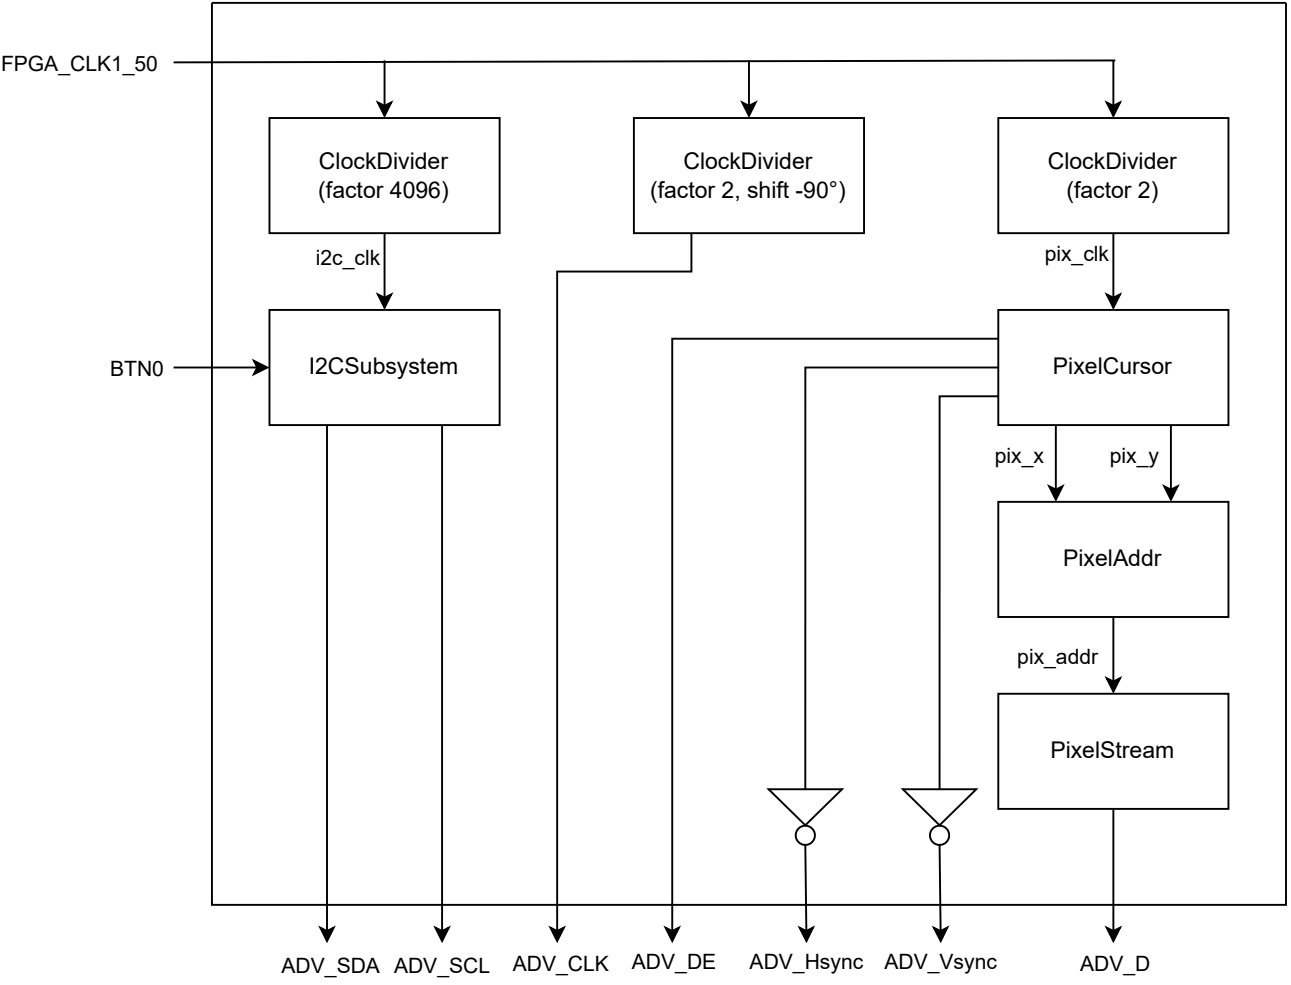 FPGA_CLK1_50
ClockDivider
(factor 4096)
ClockDivider
(factor 2, shift -90°)
ClockDivider
(factor 2)
i2c_clk
pix_clk
BTN0
I2CSubsystem
PixelCursor
pix_x
pix_y
PixelAddr
pix_addr
PixelStream
ADV_SDA
ADV_SCL
ADV_CLK
ADV_DE
ADV_Hsync
ADV_Vsync
ADV_D